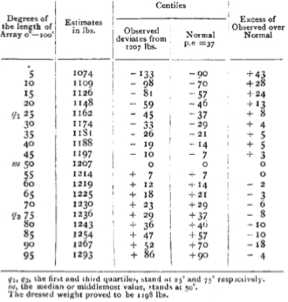 Degrees of the length of Array 0°—100° | Estimates in lbs. | Centiles | Excess of Observed over Normal
Observed deviates from 1207 lbs. | Normal p.e = 37
5 1074 − 133 − 90 + 43
10 1109 − 98 − 70 + 28
15 1126 − 81 − 57 + 24
20 1148 − 59 − 46 + 13
q₁ 25 1162 − 45 − 37 + 8
30 1174 − 33 − 29 + 4
35 1181 − 26 − 21 + 5
40 1188 − 19 − 14 + 5
45 1197 − 10 − 7 + 3
m 50 1207 0 0 0
55 1214 + 7 + 7 0
60 1219 + 12 + 14 − 2
65 1225 + 18 + 21 − 3
70 1230 + 23 + 29 − 6
q₃ 75 1236 + 29 + 37 − 8
80 1243 + 36 + 46 − 10
85 1254 + 47 + 57 − 10
90 1267 + 52 + 70 − 18
95 1293 + 86 + 90 − 4
q₁, q₃, the first and third quartiles, stand at 25° and 75° respectively.
m, the median or middlemost value, stands at 50°.
The dressed weight proved to be 1198 lbs.